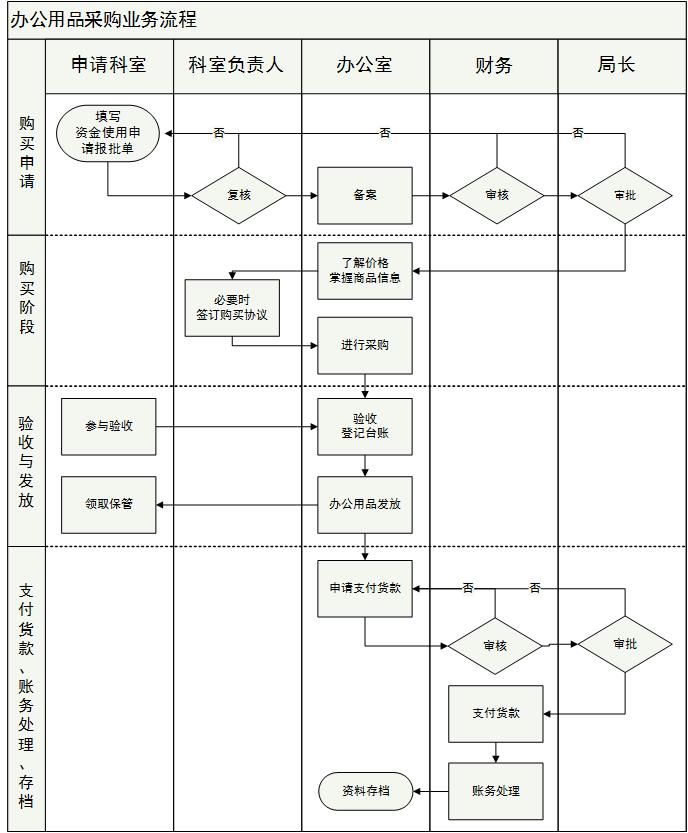 办公用品采购业务流程
申请科室
科室负责人
办公室
财务
局长
购买申请
填写
资金使用申
请报批单
否
否
否
复核
备案
审核
审批
购买阶段
了解价格
掌握商品信息
必要时
签订购买协议
进行采购
验收与发放
参与验收
验收
登记台账
领取保管
办公用品发放
支付货款、账务处理、存档
申请支付货款
否
否
审核
审批
支付货款
资料存档
账务处理